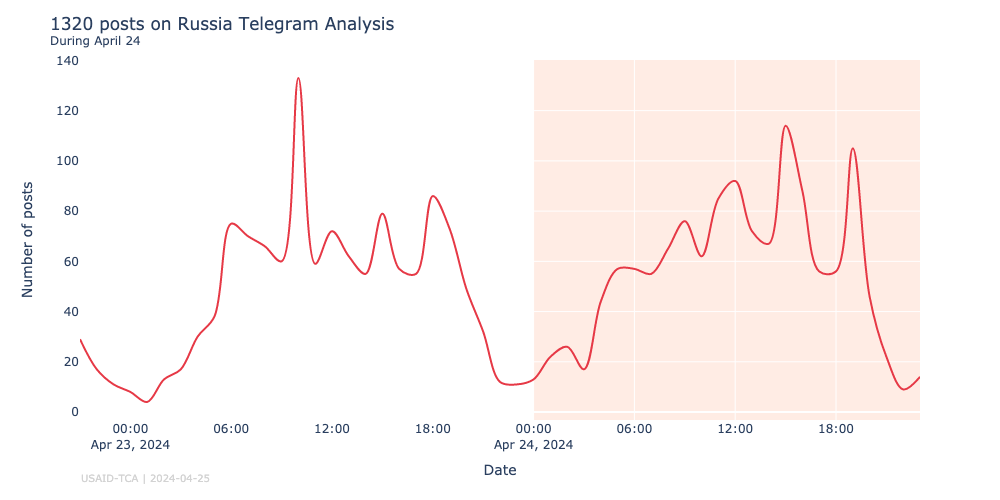 1320 posts on Russia Telegram Analysis
During April 24
140
120
100
80
60
40
20
0
Number of posts
00:00 06:00 12:00 18:00 00:00 06:00 12:00 18:00
Apr 23, 2024 Apr 24, 2024
Date
USAID-TCA | 2024-04-25